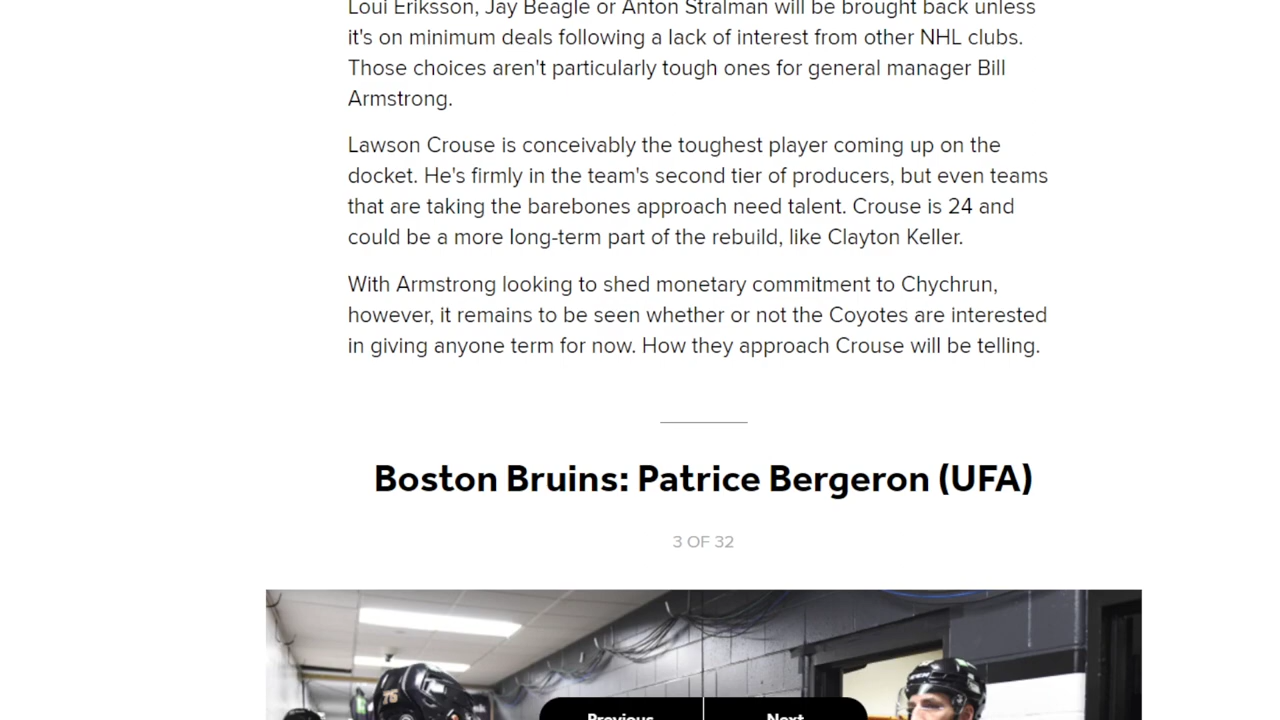 Loui Eriksson, Jay Beagle or Anton Stralman will be brought back unless
it's on minimum deals following a lack of interest from other NHL clubs.
Those choices aren't particularly tough ones for general manager Bill
Armstrong.
Lawson Crouse is conceivably the toughest player coming up on the
docket. He's firmly in the team's second tier of producers, but even teams
that are taking the barebones approach need talent. Crouse is 24 and
could be a more long-term part of the rebuild, like Clayton Keller.
With Armstrong looking to shed monetary commitment to Chychrun,
however, it remains to be seen whether or not the Coyotes are interested
in giving anyone term for now. How they approach Crouse will be telling.
Boston Bruins: Patrice Bergeron (UFA)
3 OF 32
75
Previous Next